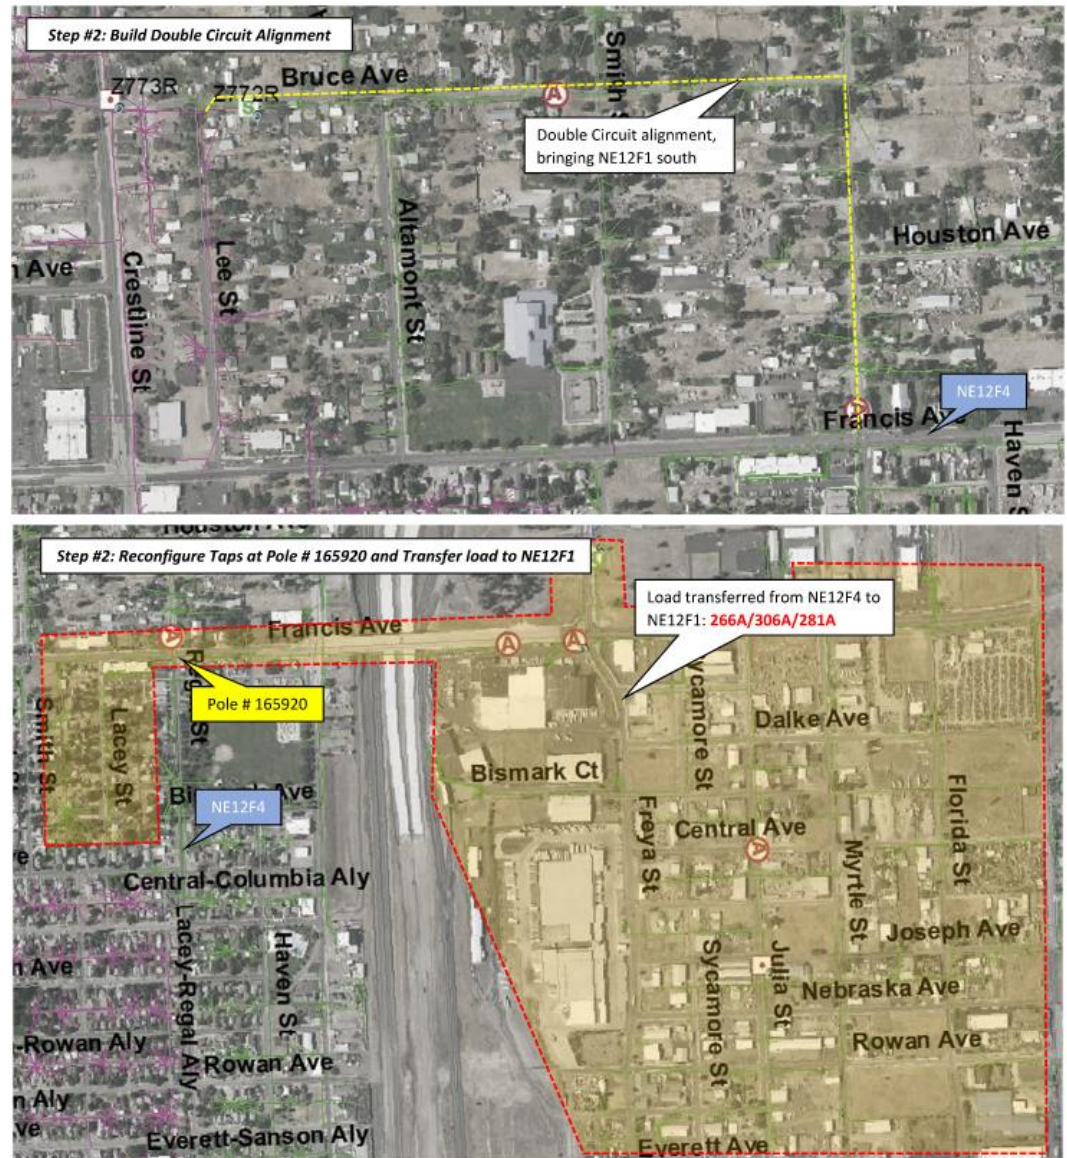 Step #2: Build Double Circuit Alignment
Z773R
Bruce Ave
A
Smith S
S
Double Circuit alignment,
bringing NE12F1 south
Houston Ave
Altamont St
Lee St
Crestline St
n Ave
NE12F4
A
Francis Ave
Haven S
Step #2: Reconfigure Taps at Pole # 165920 and Transfer load to NE12F1
Load transferred from NE12F4 to
NE12F1: 266A/306A/281A
Francis Ave
A
A
A
Pole # 165920
Smith St
Lacey St
ycamore St
Dalke Ave
Bismark Ct
NE12F4
Freya St
Central Ave
A
Florida St
Myrtle St
Central-Columbia Aly
Joseph Ave
n Ave
Lacey-Regal Aly
Haven St
Sycamore St
Julia St
Nebraska Ave
-Rowan Aly
Rowan Ave
Rowan Ave
n Aly
ve
Everett-Sanson Aly
Everett Ave